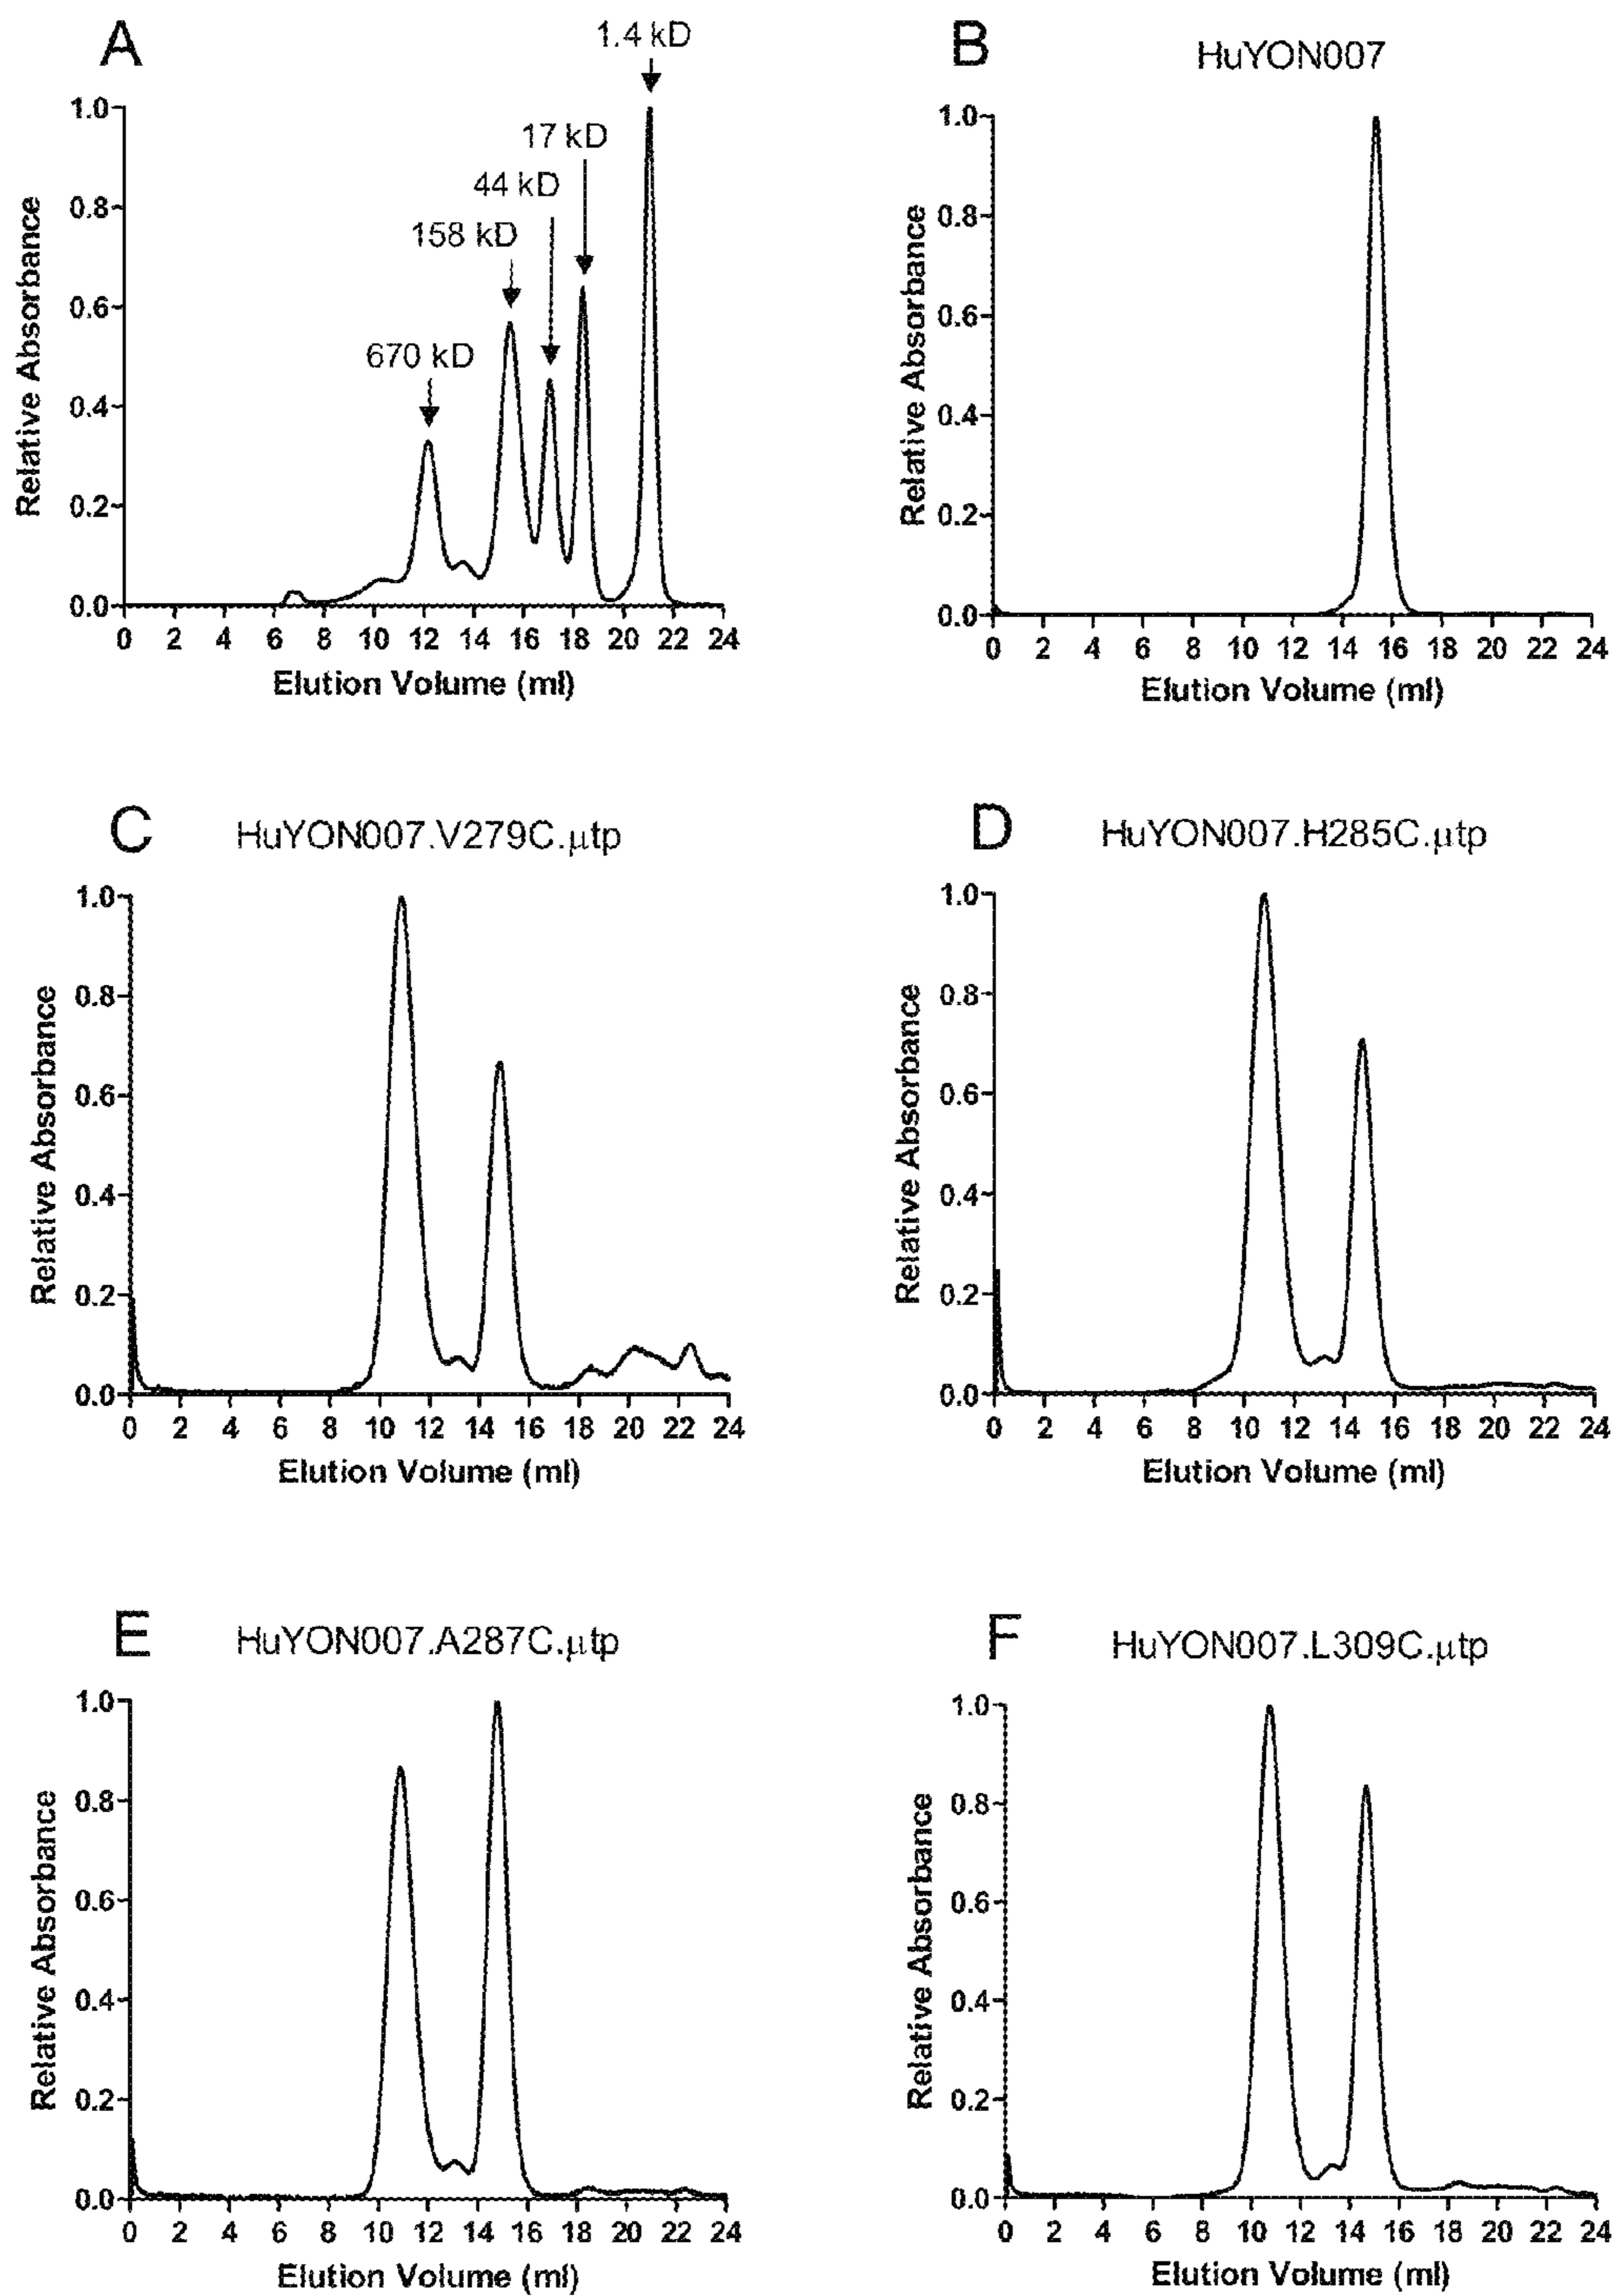 A
1.4 kD
17 kD
44 kD
158 kD
670 kD
Relative Absorbance
1.0
0.8
0.6
0.4
0.2
0.0
0 2 4 6 8 10 12 14 16 18 20 22 24
Elution Volume (ml)
B
HuYON007
Relative Absorbance
1.0
0.8
0.6
0.4
0.2
0.0
0 2 4 6 8 10 12 14 16 18 20 22 24
Elution Volume (ml)
C
HuYON007.V279C.μtp
Relative Absorbance
1.0
0.8
0.6
0.4
0.2
0.0
0 2 4 6 8 10 12 14 16 18 20 22 24
Elution Volume (ml)
D
HuYON007.H285C.μtp
Relative Absorbance
1.0
0.8
0.6
0.4
0.2
0.0
0 2 4 6 8 10 12 14 16 18 20 22 24
Elution Volume (ml)
E
HuYON007.A287C.μtp
Relative Absorbance
1.0
0.8
0.6
0.4
0.2
0.0
0 2 4 6 8 10 12 14 16 18 20 22 24
Elution Volume (ml)
F
HuYON007.L309C.μtp
Relative Absorbance
1.0
0.8
0.6
0.4
0.2
0.0
0 2 4 6 8 10 12 14 16 18 20 22 24
Elution Volume (ml)